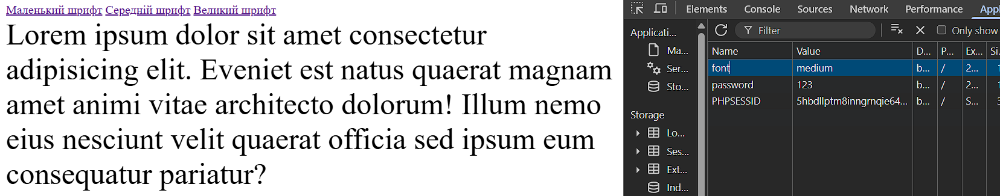 Маленький шрифт Середній шрифт Великий шрифт
Lorem ipsum dolor sit amet consectetur
adipisicing elit. Eveniet est natus quaerat magnam
amet animi vitae architecto dolorum! Illum nemo
eius nesciunt velit quaerat officia sed ipsum eum
consequatur pariatur?
Elements Console Sources Network Performance Appl
Applicati...
Ma...
Ser...
Sto...
Storage
Lo...
Ses...
Ext...
Ind...
Filter Only show
Name Value D... P... Ex... Si...
font medium b... / 2... 1
password 123 b... / 2... 1
PHPSESSID 5hbdllptm8inngrnqie64... b... / S... 3